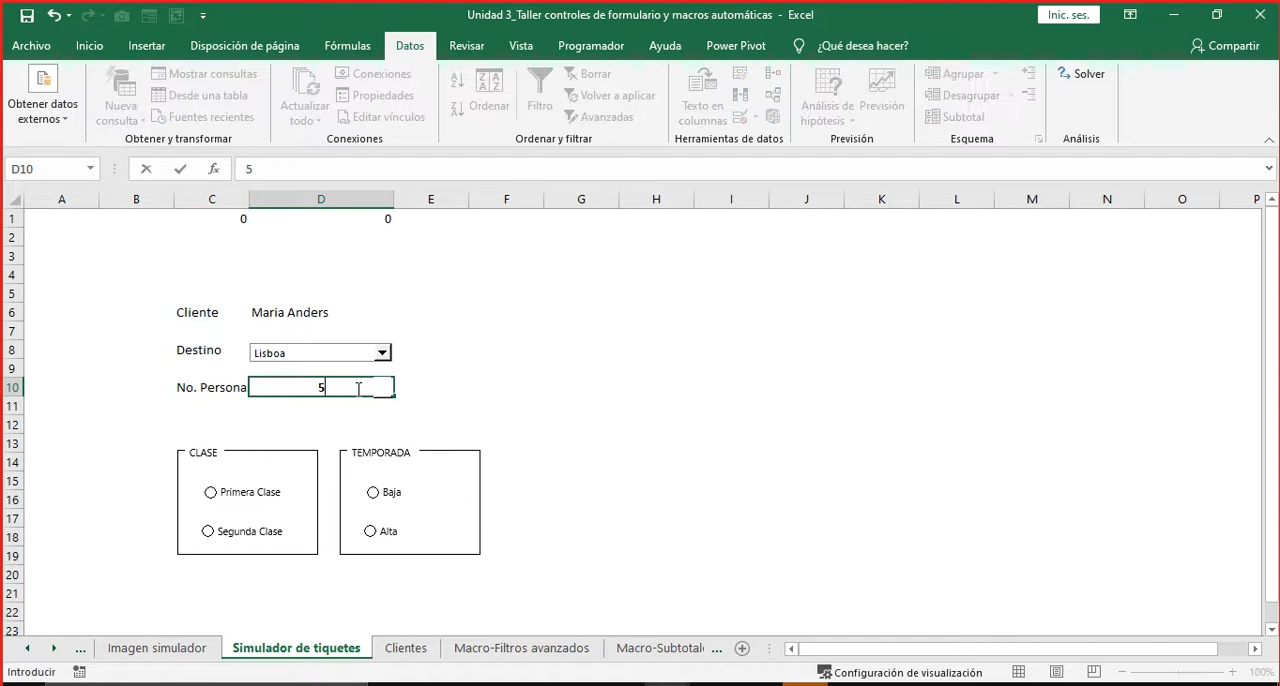 Unidad 3_Taller controles de formulario y macros automáticas - Excel
Inic. ses.
Archivo Inicio Insertar Disposición de página Fórmulas Datos Revisar Vista Programador Ayuda Power Pivot ¿Qué desea hacer? Compartir
Obtener datos externos
Nueva consulta
Mostrar consultas
Desde una tabla
Fuentes recientes
Obtener y transformar
Actualizar todo
Conexiones
Propiedades
Editar vínculos
Conexiones
Ordenar
Filtro
Borrar
Volver a aplicar
Avanzadas
Ordenar y filtrar
Texto en columnas
Herramientas de datos
Análisis de hipótesis
Previsión
Previsión
Agrupar
Desagrupar
Subtotal
Esquema
Solver
Análisis
D10 fx 5
A B C D E F G H I J K L M N O P
1 0 0
2
3
4
5
6 Cliente Maria Anders
7
8 Destino Lisboa
9
10 No. Persona 5
11
12
13 CLASE TEMPORADA
14
15
16 Primera Clase Baja
17
18 Segunda Clase Alta
19
20
21
22
23
... Imagen simulador Simulador de tiquetes Clientes Macro-Filtros avanzados Macro-Subtotale ...
Introducir Configuración de visualización 100%